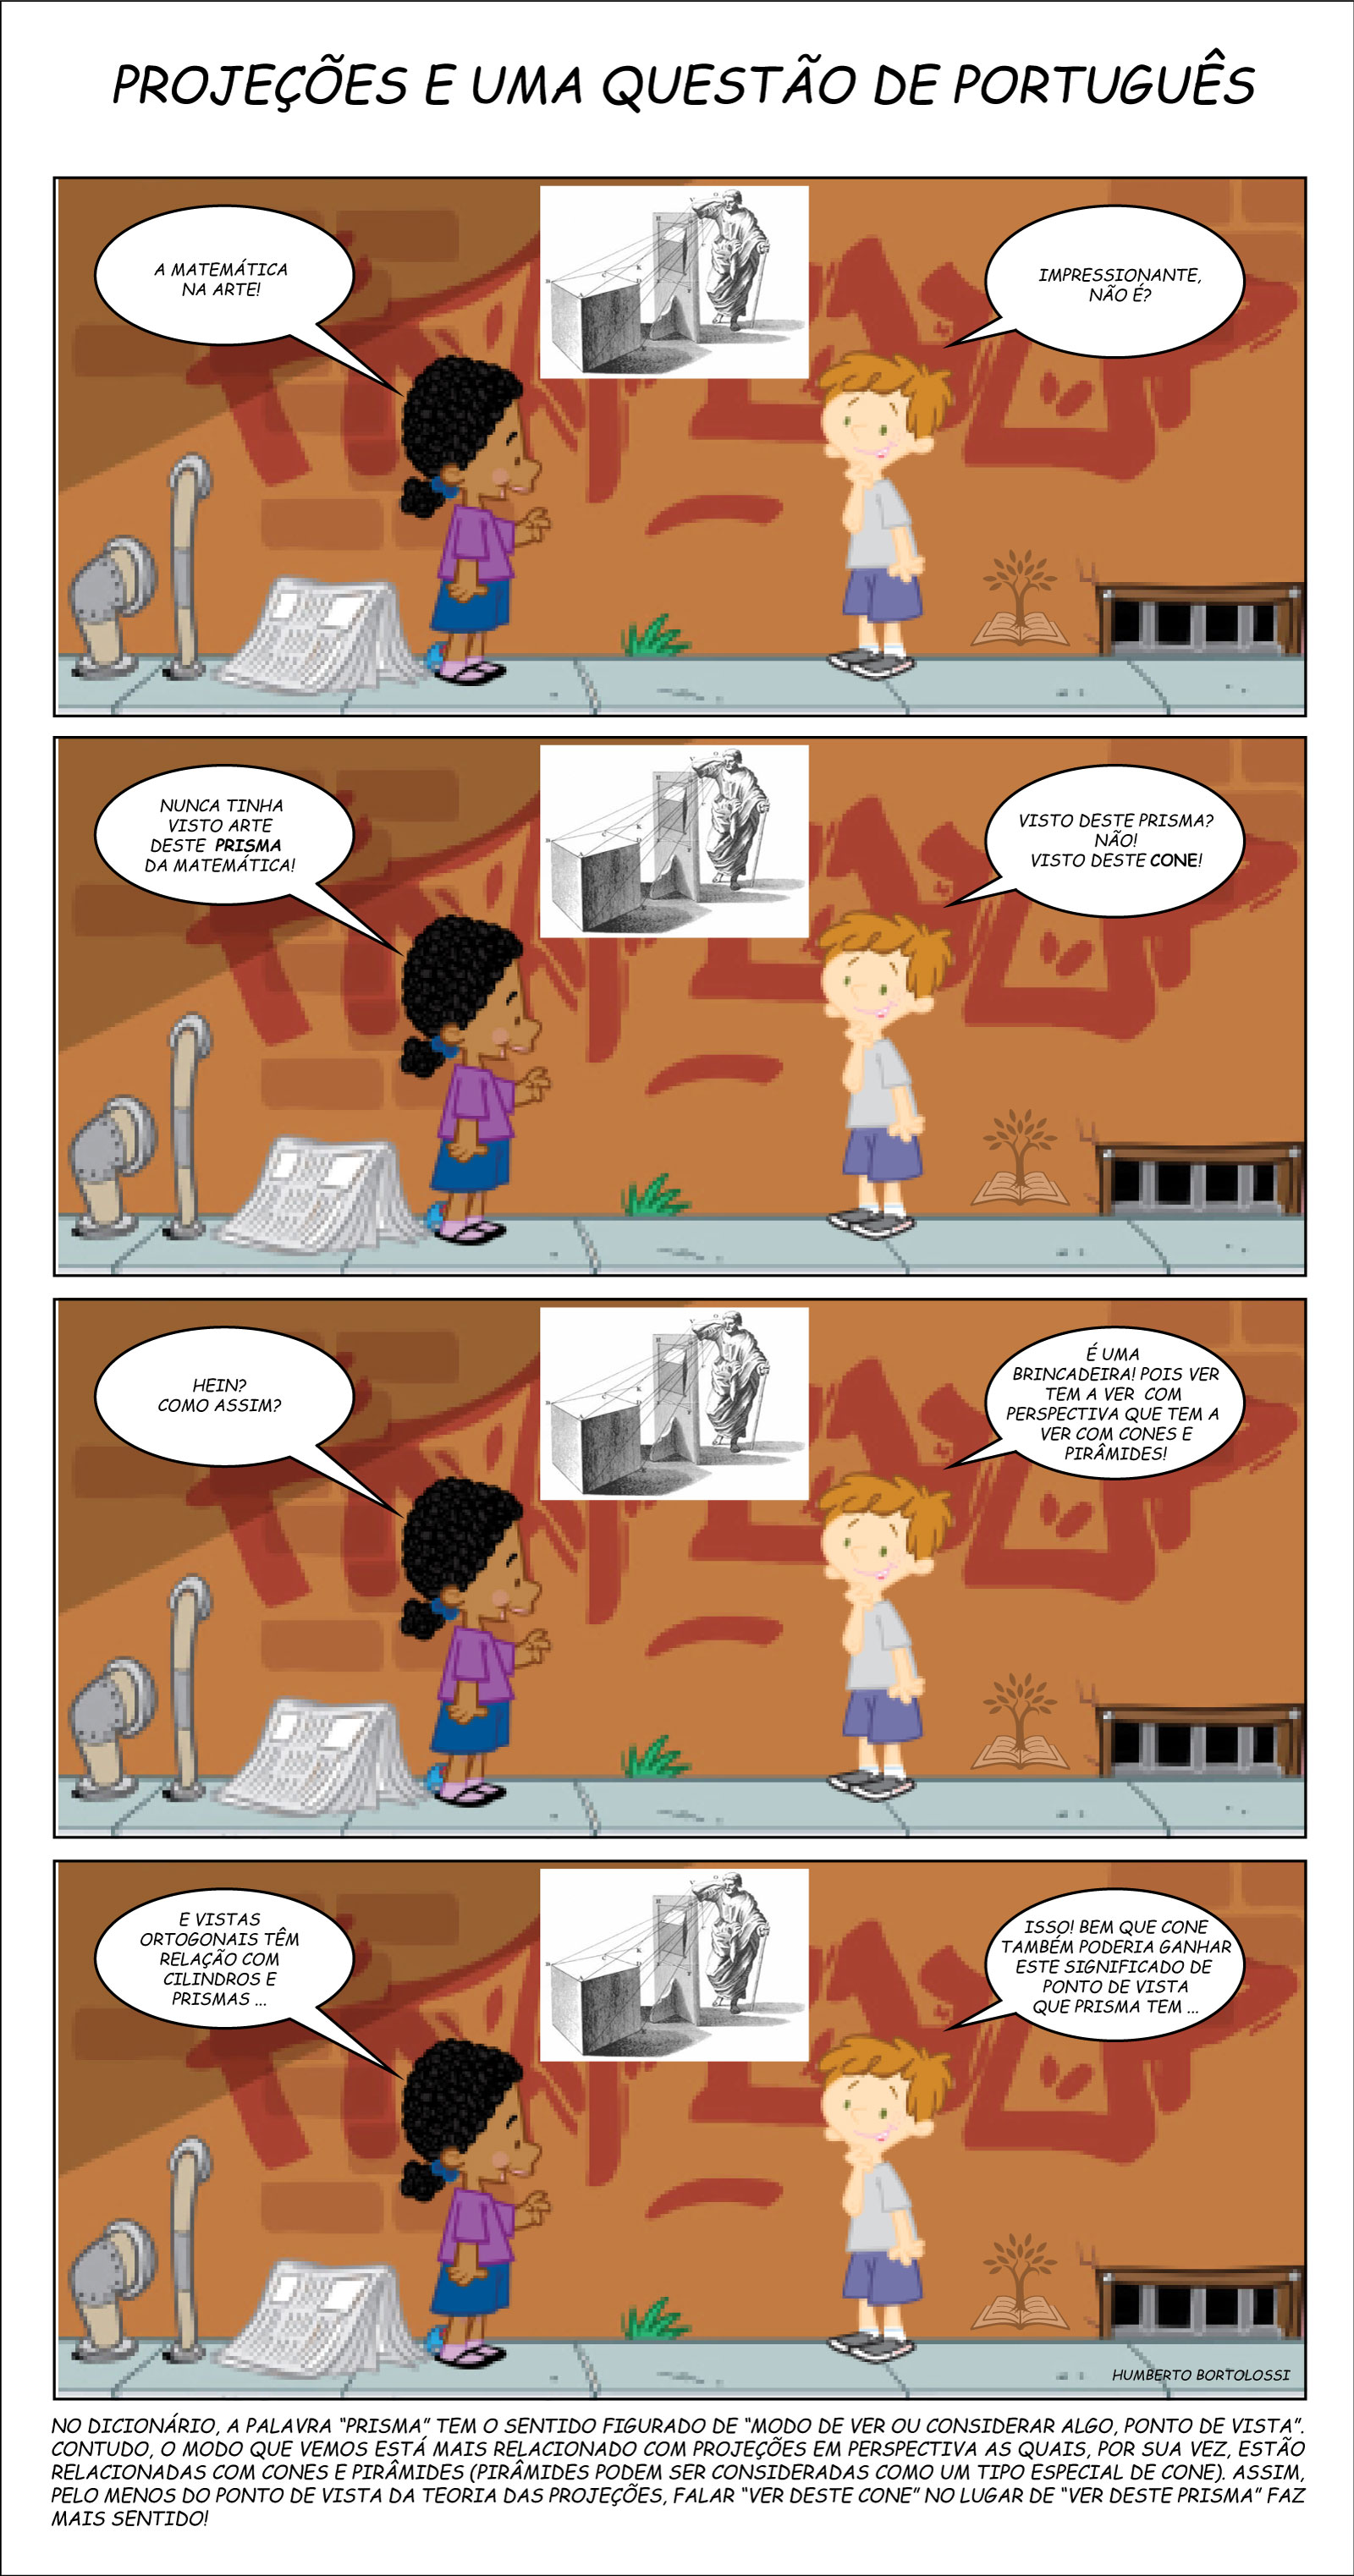 PROJEÇÕES E UMA QUESTÃO DE PORTUGUÊS
A MATEMÁTICA
NA ARTE!
IMPRESSIONANTE,
NÃO É?
NUNCA TINHA
VISTO ARTE
DESTE PRISMA
DA MATEMÁTICA!
VISTO DESTE PRISMA?
NÃO!
VISTO DESTE CONE!
HEIN?
COMO ASSIM?
É UMA
BRINCADEIRA! POIS VER
TEM A VER COM
PERSPECTIVA QUE TEM A
VER COM CONES E
PIRÂMIDES!
E VISTAS
ORTOGONAIS TÊM
RELAÇÃO COM
CILINDROS E
PRISMAS ...
ISSO! BEM QUE CONE
TAMBÉM PODERIA GANHAR
ESTE SIGNIFICADO DE
PONTO DE VISTA
QUE PRISMA TEM ...
HUMBERTO BORTOLOSSI
NO DICIONÁRIO, A PALAVRA “PRISMA” TEM O SENTIDO FIGURADO DE “MODO DE VER OU CONSIDERAR ALGO, PONTO DE VISTA”.
CONTUDO, O MODO QUE VEMOS ESTÁ MAIS RELACIONADO COM PROJEÇÕES EM PERSPECTIVA AS QUAIS, POR SUA VEZ, ESTÃO
RELACIONADAS COM CONES E PIRÂMIDES (PIRÂMIDES PODEM SER CONSIDERADAS COMO UM TIPO ESPECIAL DE CONE). ASSIM,
PELO MENOS DO PONTO DE VISTA DA TEORIA DAS PROJEÇÕES, FALAR “VER DESTE CONE” NO LUGAR DE “VER DESTE PRISMA” FAZ
MAIS SENTIDO!